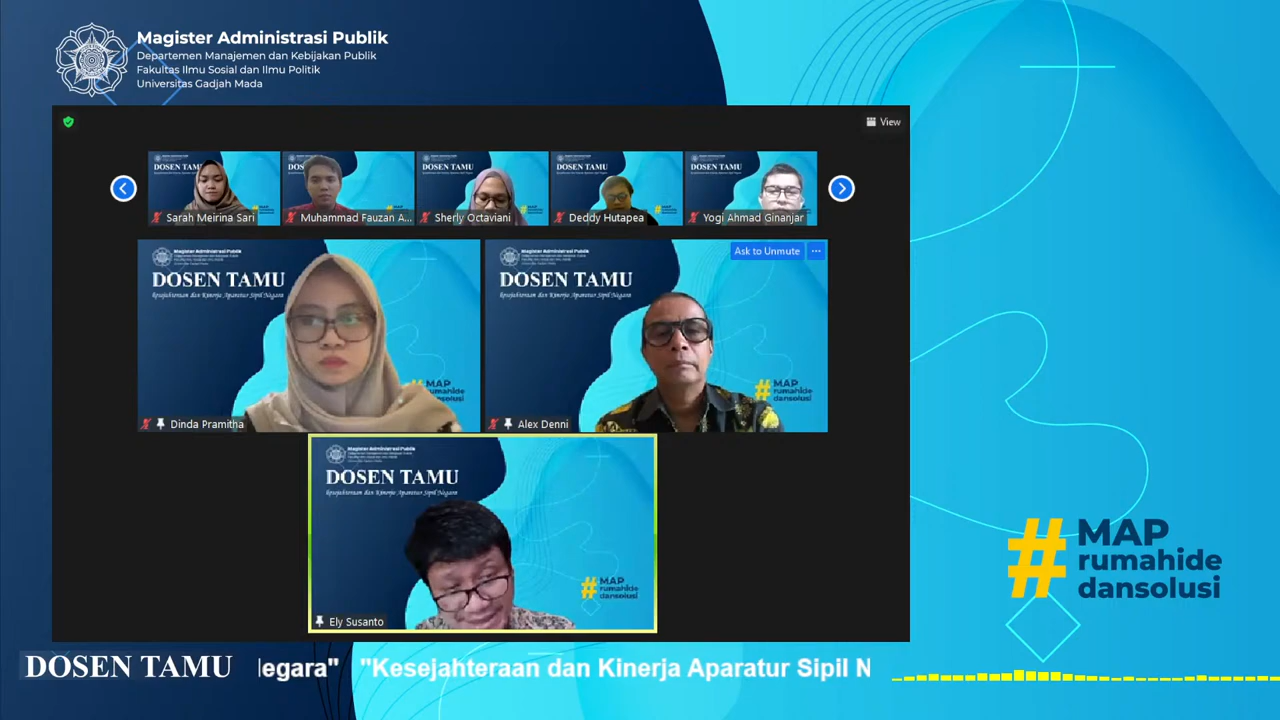 Magister Administrasi Publik
Departemen Manajemen dan Kebijakan Publik
Fakultas Ilmu Sosial dan Ilmu Politik
Universitas Gadjah Mada
View
DOSEN TAMU
DOSEN TAMU
DOSEN TAMU
DOSEN TAMU
DOSEN TAMU
Sarah Meirina Sari
Muhammad Fauzan A...
Sherly Octaviani
Deddy Hutapea
Yogi Ahmad Ginanjar
Magister Administrasi Publik
DOSEN TAMU
Kesejahteraan dan Kinerja Aparatur Sipil Negara
#MAP
rumahide
dansolusi
Dinda Pramitha
Ask to Unmute ...
Magister Administrasi Publik
DOSEN TAMU
Kesejahteraan dan Kinerja Aparatur Sipil Negara
#MAP
rumahide
dansolusi
Alex Denni
Magister Administrasi Publik
DOSEN TAMU
Kesejahteraan dan Kinerja Aparatur Sipil Negara
#MAP
rumahide
dansolusi
Ely Susanto
#MAP
rumahide
dansolusi
DOSEN TAMU
legara" "Kesejahteraan dan Kinerja Aparatur Sipil N